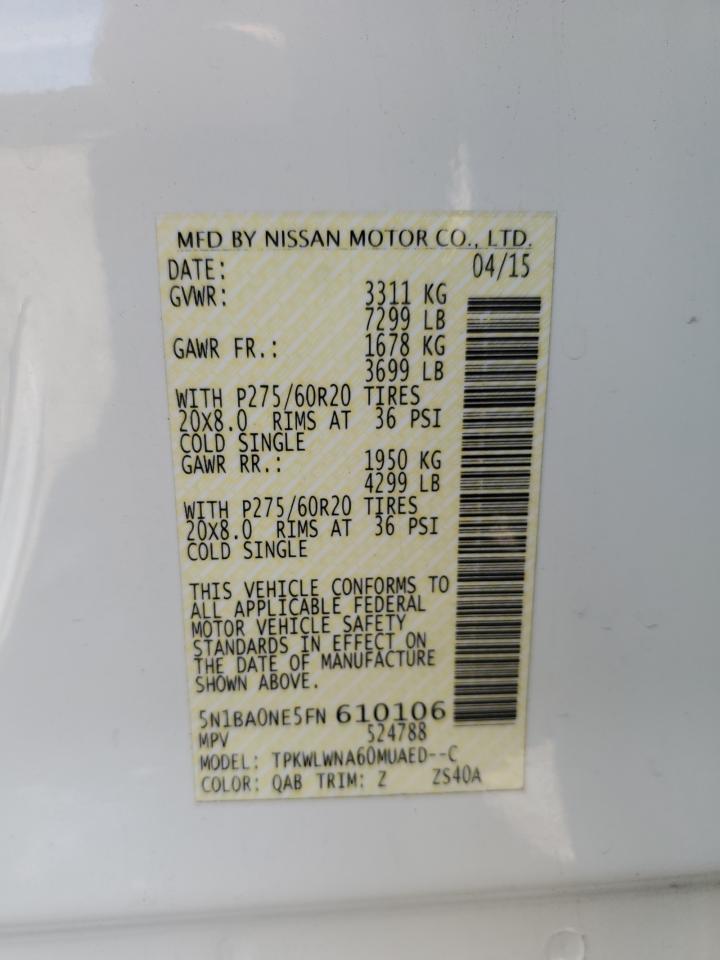 MFD BY NISSAN MOTOR CO., LTD.
DATE: 04/15
GVWR: 3311 KG
7299 LB
GAWR FR.: 1678 KG
3699 LB
WITH P275/60R20 TIRES
20X8.0 RIMS AT 36 PSI
COLD SINGLE
GAWR RR.: 1950 KG
4299 LB
WITH P275/60R20 TIRES
20X8.0 RIMS AT 36 PSI
COLD SINGLE
THIS VEHICLE CONFORMS TO
ALL APPLICABLE FEDERAL
MOTOR VEHICLE SAFETY
STANDARDS IN EFFECT ON
THE DATE OF MANUFACTURE
SHOWN ABOVE.
5N1BA0NE5FN 610106
MPV 524788
MODEL: TPKWLWNA60MUAED--C
COLOR: QAB TRIM: Z ZS40A